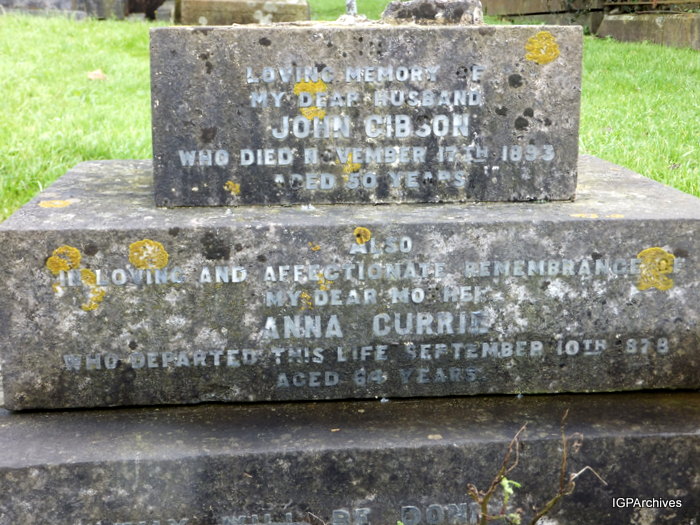 LOVING MEMORY OF
MY DEAR HUSBAND
JOHN GIBSON
WHO DIED NOVEMBER 17TH 1893
AGED 50 YEARS
ALSO
IN LOVING AND AFFECTIONATE REMEMBRANCE OF
MY DEAR MOTHER
ANNA CURRIE
WHO DEPARTED THIS LIFE SEPTEMBER 10TH 1878
AGED 64 YEARS
WILL BE DONE
IGPArchives